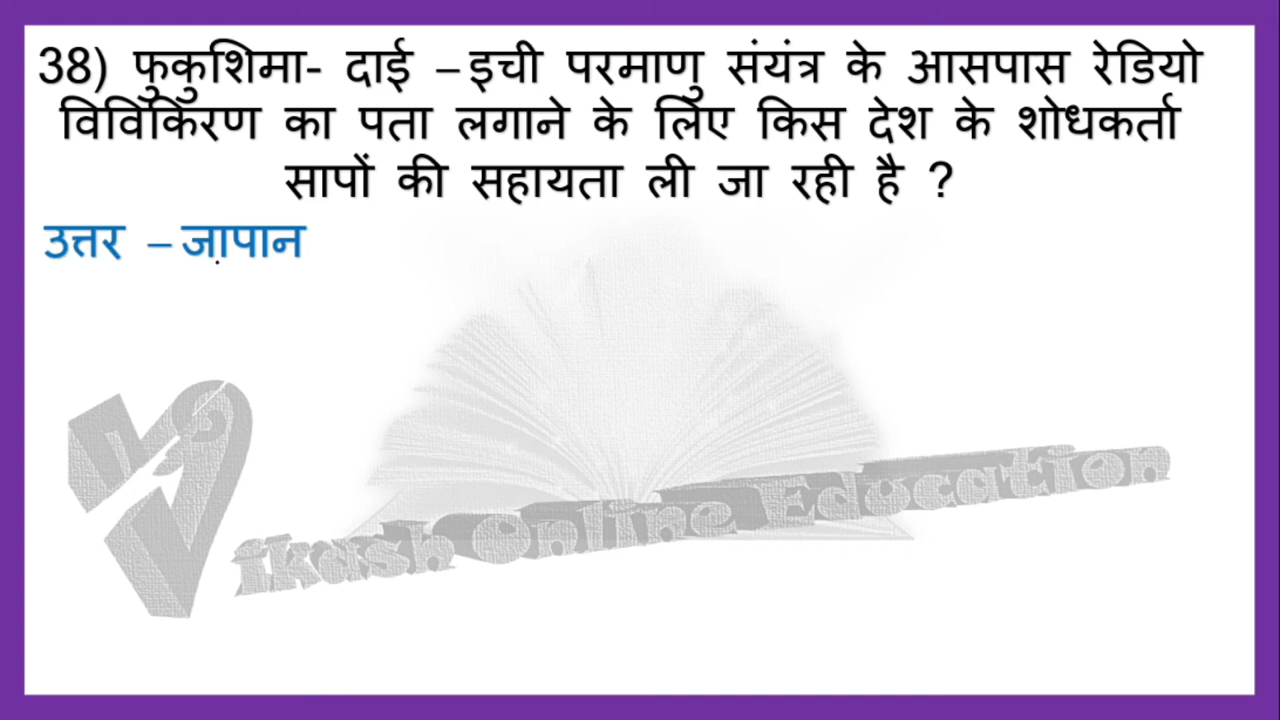 38) फुकुशिमा- दाई –इची परमाणु संयंत्र के आसपास रेडियो
विविकिरण का पता लगाने के लिए किस देश के शोधकर्ता
सापों की सहायता ली जा रही है ?
उत्तर –जापान
Vikash Online Education